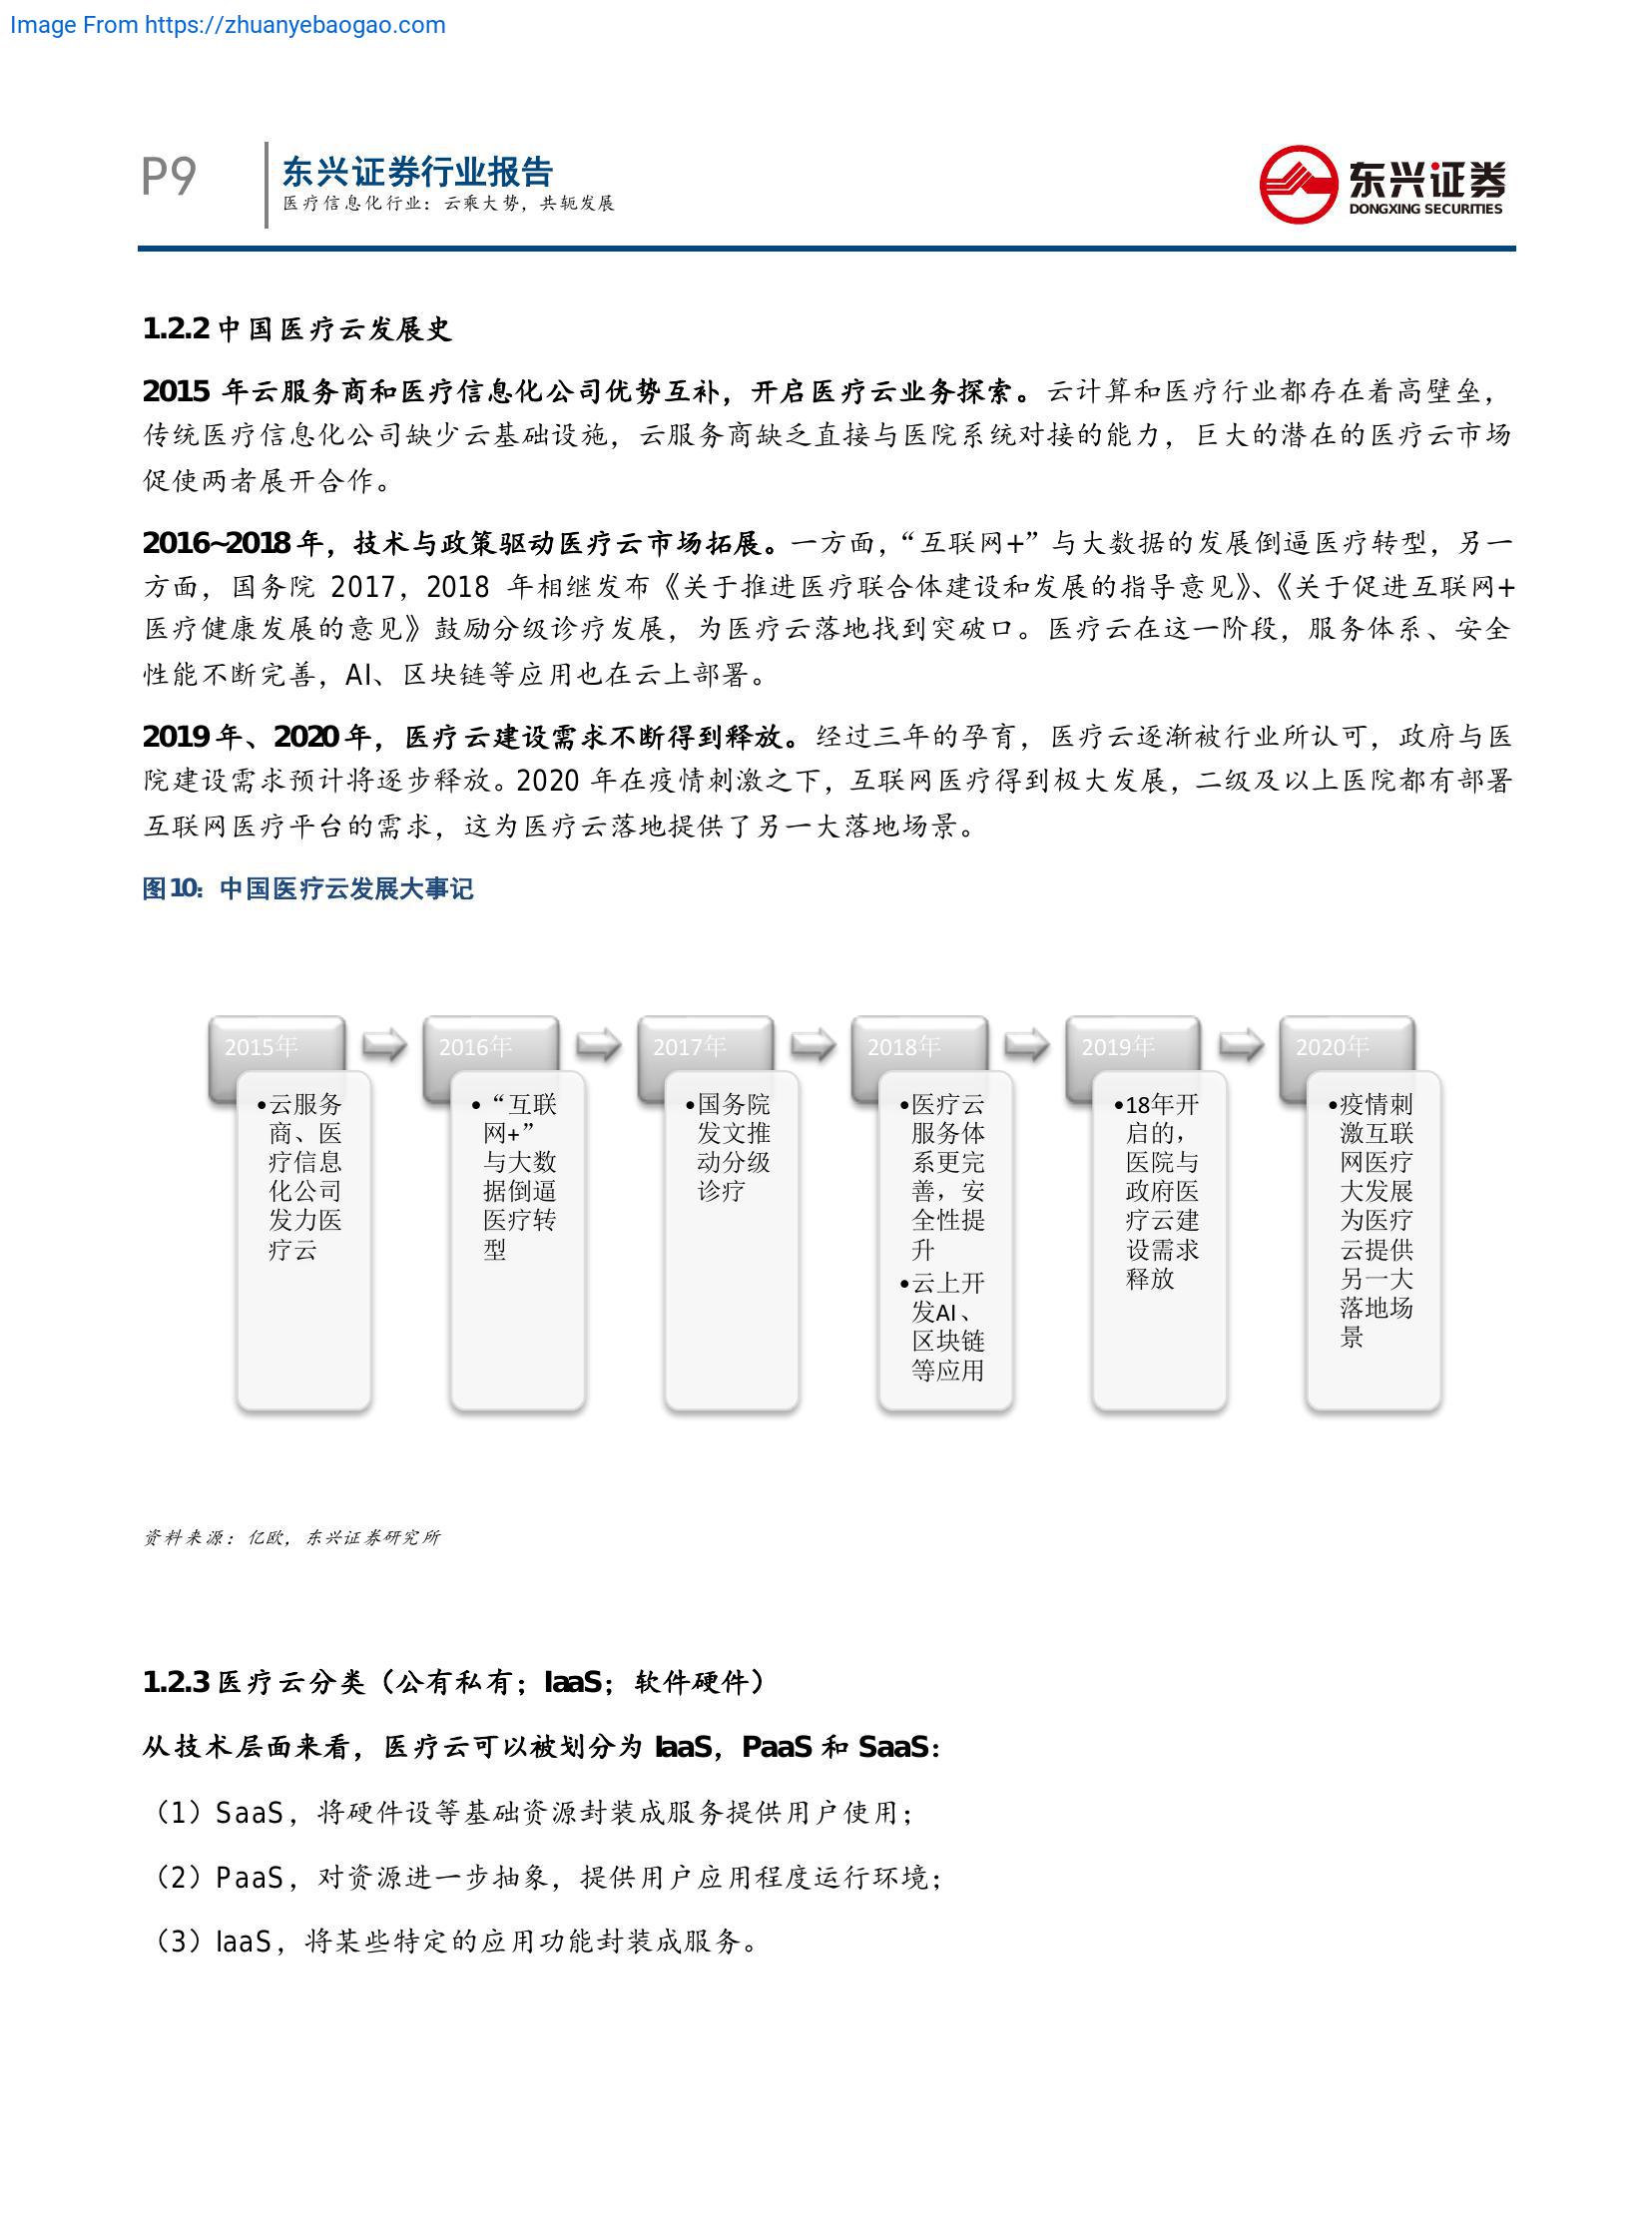 Image From https://zhuanyebaogao.com
P9
东兴证券行业报告
医疗信息化行业：云乘大势，共轭发展
东兴证券
DONGXING SECURITIES
1.2.2 中国医疗云发展史
2015 年云服务商和医疗信息化公司优势互补，开启医疗云业务探索。云计算和医疗行业都存在着高壁垒，
传统医疗信息化公司缺少云基础设施，云服务商缺乏直接与医院系统对接的能力，巨大的潜在的医疗云市场
促使两者展开合作。
2016~2018 年，技术与政策驱动医疗云市场拓展。一方面，“互联网+”与大数据的发展倒逼医疗转型，另一
方面，国务院 2017，2018 年相继发布《关于推进医疗联合体建设和发展的指导意见》、《关于促进互联网+
医疗健康发展的意见》鼓励分级诊疗发展，为医疗云落地找到突破口。医疗云在这一阶段，服务体系、安全
性能不断完善，AI、区块链等应用也在云上部署。
2019 年、2020 年，医疗云建设需求不断得到释放。经过三年的孕育，医疗云逐渐被行业所认可，政府与医
院建设需求预计将逐步释放。2020 年在疫情刺激之下，互联网医疗得到极大发展，二级及以上医院都有部署
互联网医疗平台的需求，这为医疗云落地提供了另一大落地场景。
图 10：中国医疗云发展大事记
2015年
•云服务
商、医
疗信息
化公司
发力医
疗云
2016年
•“互联
网+”
与大数
据倒逼
医疗转
型
2017年
•国务院
发文推
动分级
诊疗
2018年
•医疗云
服务体
系更完
善，安
全性提
升
•云上开
发AI、
区块链
等应用
2019年
•18年开
启的，
医院与
政府医
疗云建
设需求
释放
2020年
•疫情刺
激互联
网医疗
大发展
为医疗
云提供
另一大
落地场
景
资料来源：亿欧，东兴证券研究所
1.2.3 医疗云分类（公有私有；IaaS；软件硬件）
从技术层面来看，医疗云可以被划分为 IaaS，PaaS 和 SaaS：
（1）SaaS，将硬件设等基础资源封装成服务提供用户使用；
（2）PaaS，对资源进一步抽象，提供用户应用程度运行环境；
（3）IaaS，将某些特定的应用功能封装成服务。